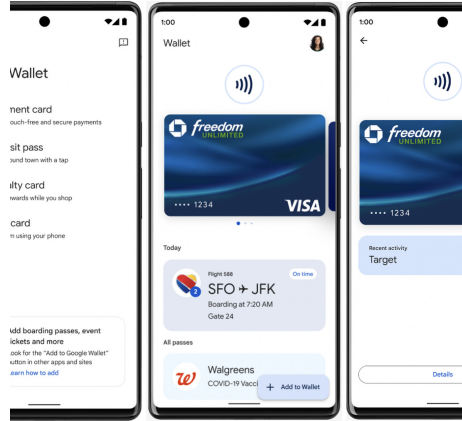 Wallet
ment card
ouch-free and secure payments
sit pass
ound town with a tap
lty card
ewards while you shop
card
m using your phone
Add boarding passes, event
tickets and more
Look for the "Add to Google Wallet"
button in other apps and sites
Learn how to add
1:00
Wallet
freedom
UNLIMITED
•••• 1234
VISA
Today
Flight 588
On time
2
SFO ✈ JFK
Boarding at 7:20 AM
Gate 24
All passes
Walgreens
W
COVID-19 Vacci
+ Add to Wallet
1:00
freedom
UNLIMITED
•••• 1234
Recent activity
Target
Details